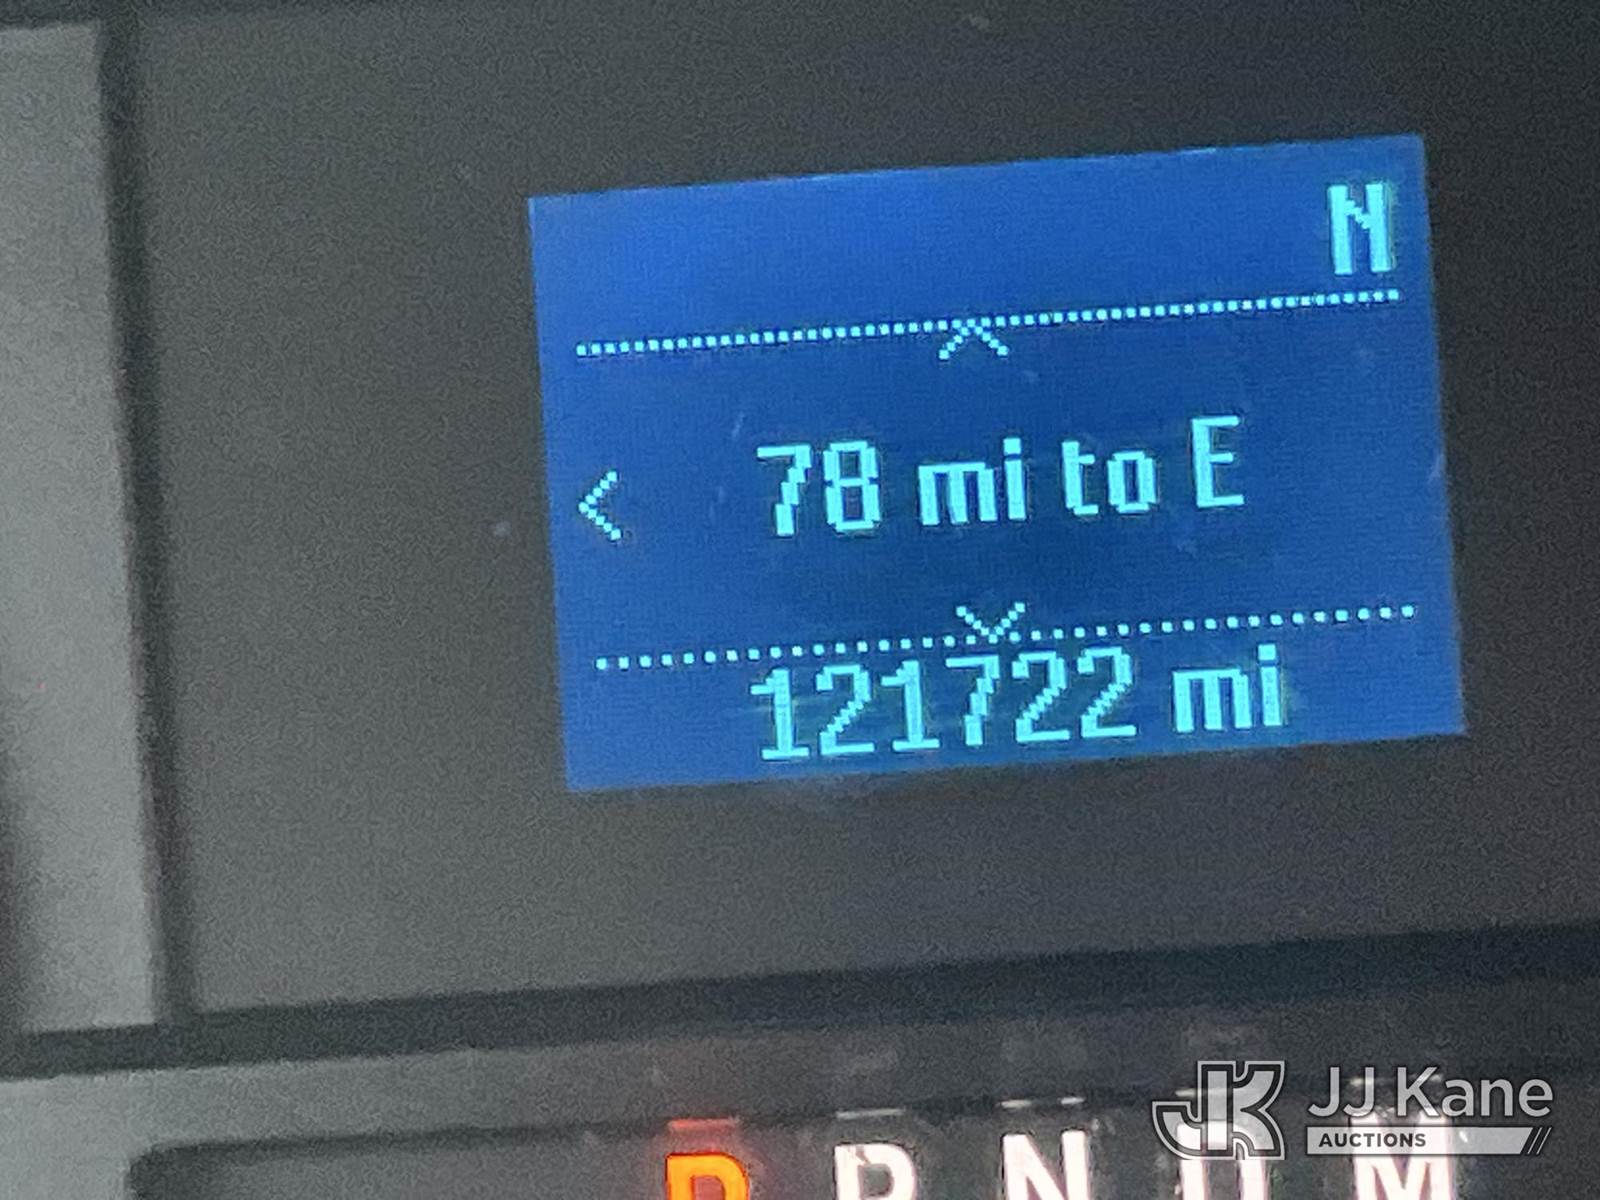 N
78 mi to E
<
121722 mi
P R N D M
JJ Kane
AUCTIONS